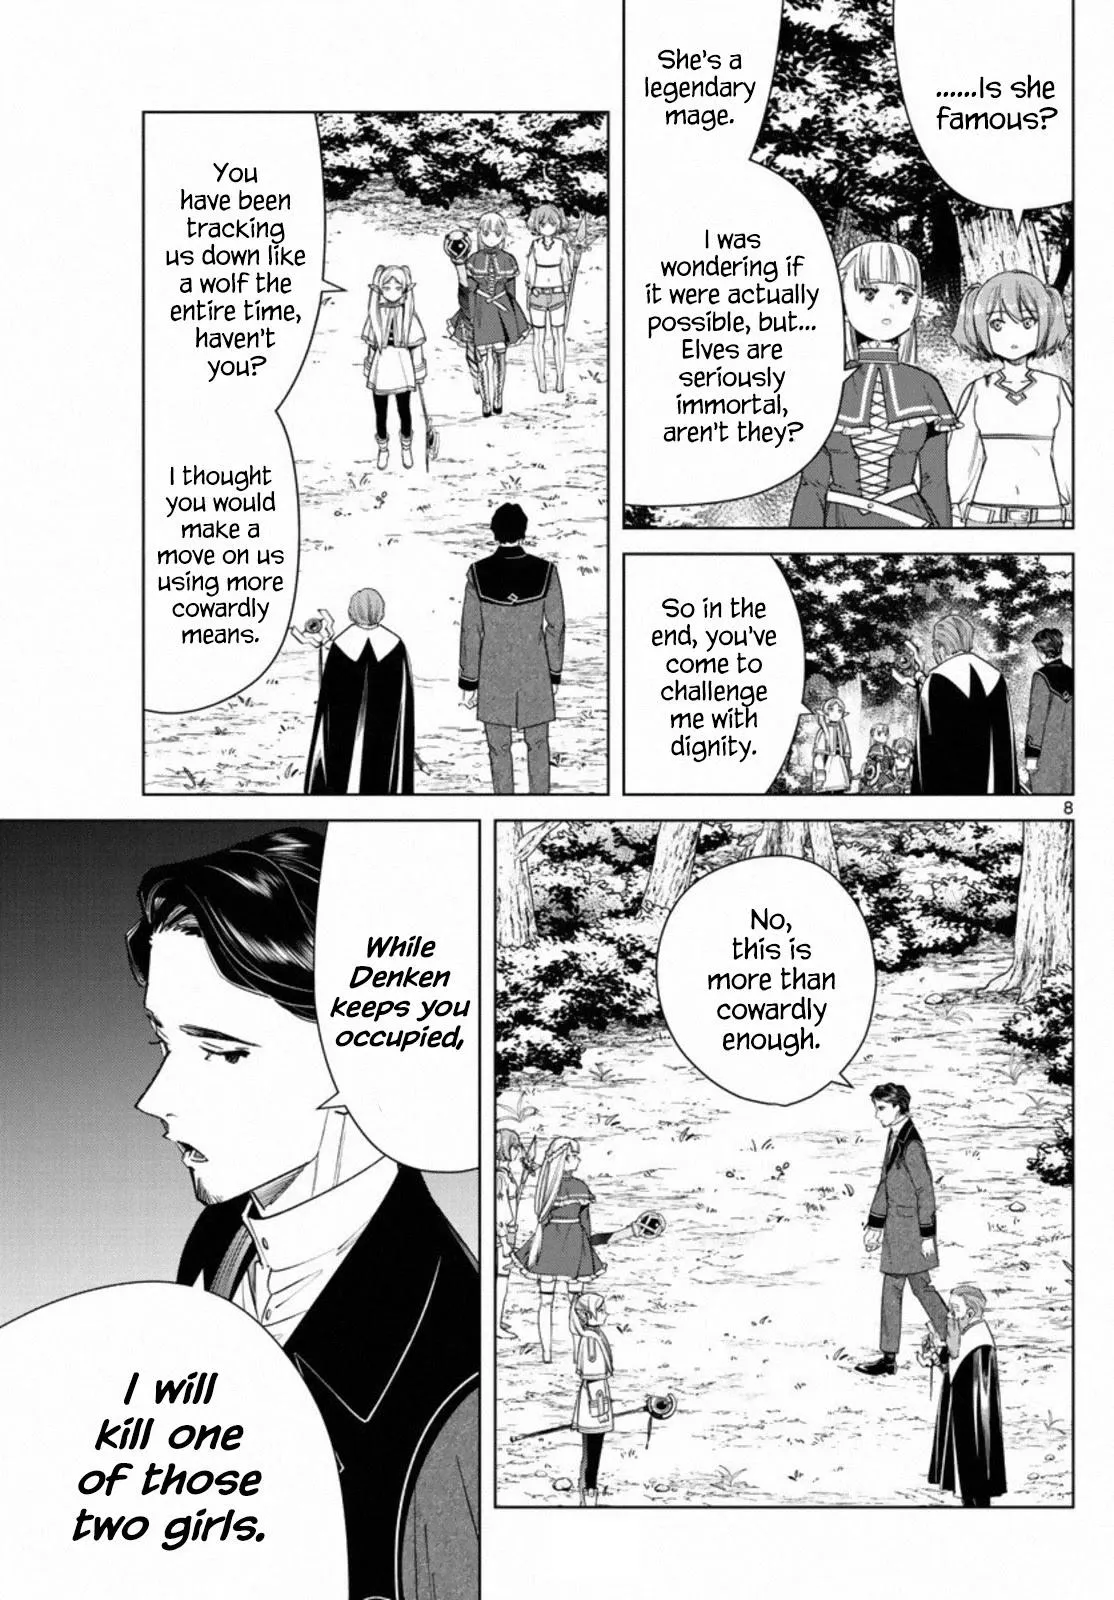 ......Is she
famous?
She's a
legendary
mage.
I was
wondering if
it were actually
possible, but...
Elves are
seriously
immortal,
aren't they?
You
have been
tracking
us down like
a wolf the
entire time,
haven't
you?
I thought
you would
make a
move on us
using more
cowardly
means.
So in the
end, you've
come to
challenge
me with
dignity.
8
No,
this is
more than
cowardly
enough.
While
Denken
keeps you
occupied,
I will
kill one
of those
two girls.